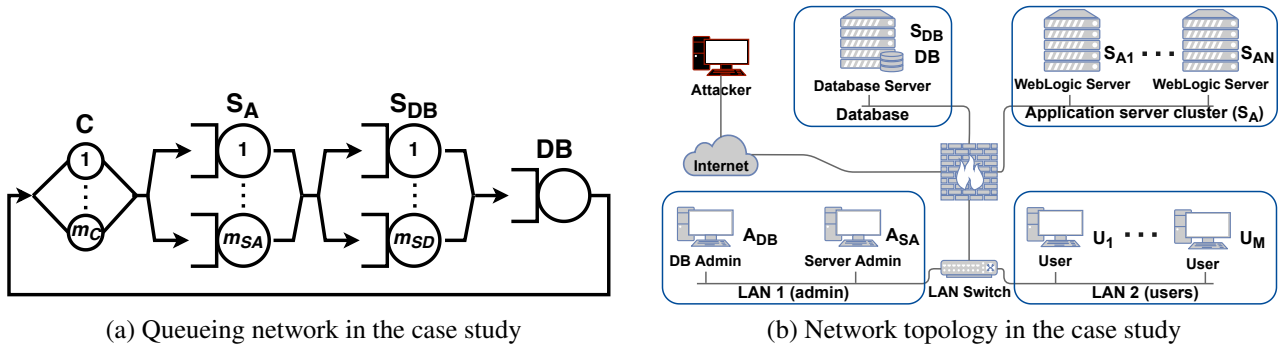 C
1
m_C
S_A
1
m_SA
S_DB
1
m_SD
DB
(a) Queueing network in the case study
Attacker
Internet
S_DB
DB
Database Server
Database
S_A1
S_AN
WebLogic Server
WebLogic Server
Application server cluster (S_A)
A_DB
DB Admin
A_SA
Server Admin
LAN 1 (admin)
LAN Switch
U_1
User
U_M
User
LAN 2 (users)
(b) Network topology in the case study